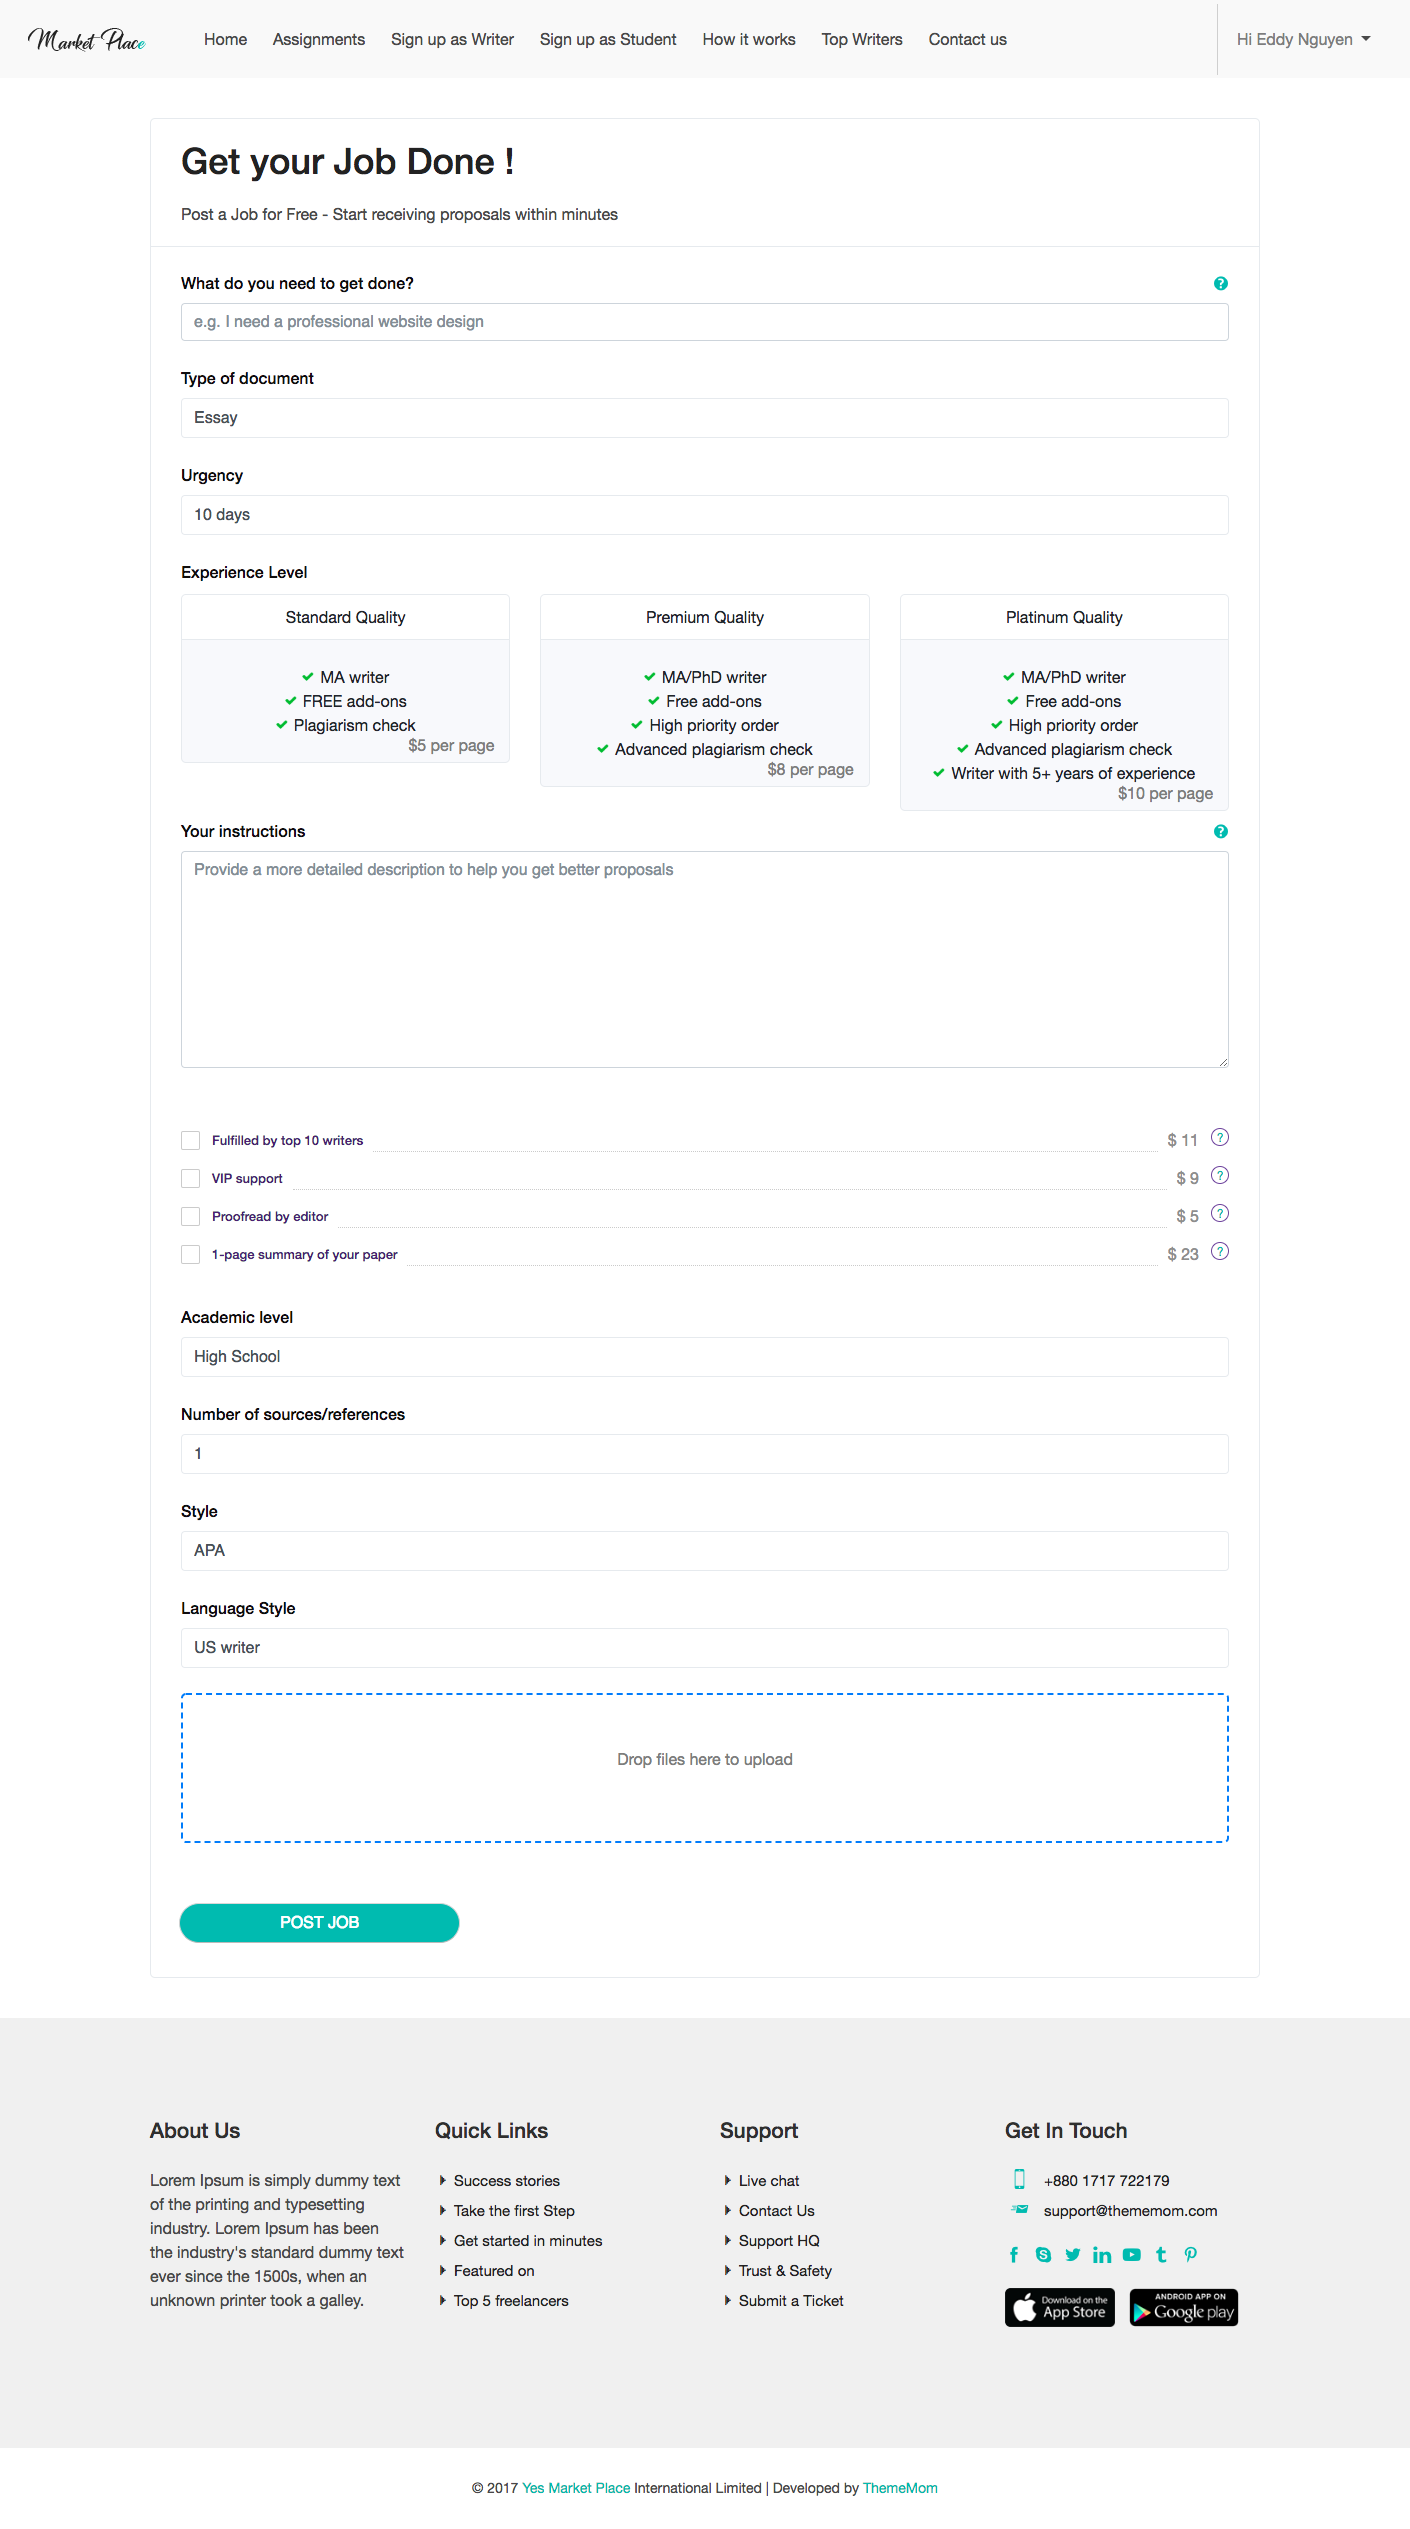 Market Place
Home Assignments Sign up as Writer Sign up as Student How it works Top Writers Contact us Hi Eddy Nguyen
Get your Job Done !
Post a Job for Free - Start receiving proposals within minutes
What do you need to get done?
e.g. I need a professional website design
Type of document
Essay
Urgency
10 days
Experience Level
Standard Quality
MA writer
FREE add-ons
Plagiarism check
$5 per page
Premium Quality
MA/PhD writer
Free add-ons
High priority order
Advanced plagiarism check
$8 per page
Platinum Quality
MA/PhD writer
Free add-ons
High priority order
Advanced plagiarism check
Writer with 5+ years of experience
$10 per page
Your instructions
Provide a more detailed description to help you get better proposals
Fulfilled by top 10 writers $ 11 ?
VIP support $ 9 ?
Proofread by editor $ 5 ?
1-page summary of your paper $ 23 ?
Academic level
High School
Number of sources/references
1
Style
APA
Language Style
US writer
Drop files here to upload
POST JOB
About Us
Lorem Ipsum is simply dummy text
of the printing and typesetting
industry. Lorem Ipsum has been
the industry's standard dummy text
ever since the 1500s, when an
unknown printer took a galley.
Quick Links
Success stories
Take the first Step
Get started in minutes
Featured on
Top 5 freelancers
Support
Live chat
Contact Us
Support HQ
Trust & Safety
Submit a Ticket
Get In Touch
+880 1717 722179
support@thememom.com
Download on the
App Store
ANDROID APP ON
Google play
© 2017 Yes Market Place International Limited | Developed by ThemeMom